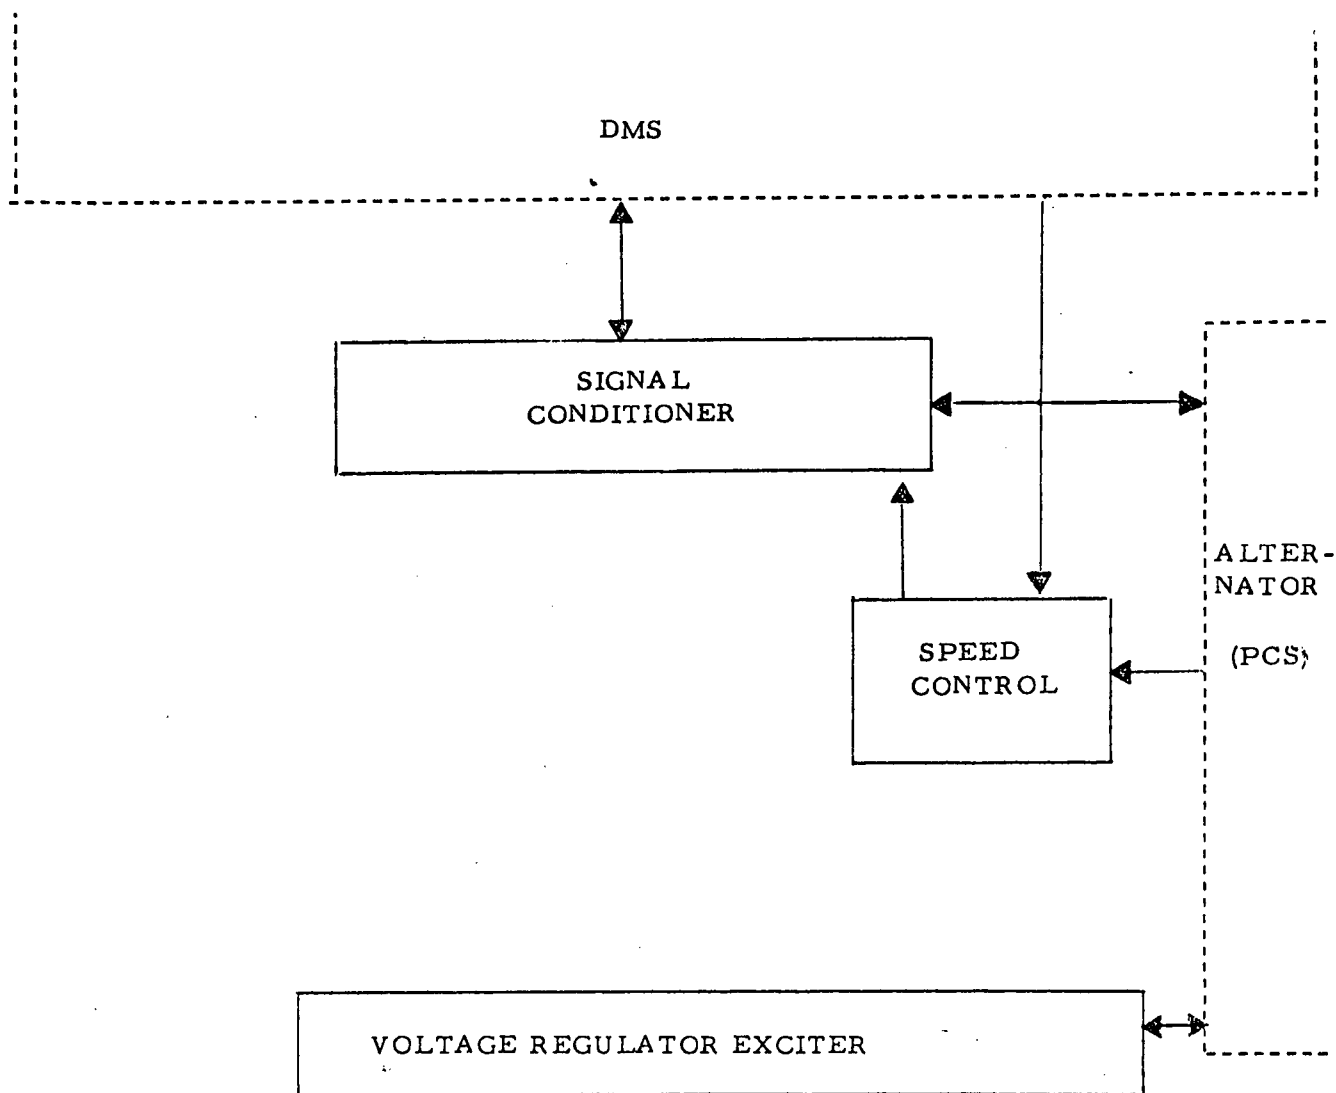 DMS
SIGNAL
CONDITIONER
ALTER-
NATOR
(PCS)
SPEED
CONTROL
VOLTAGE REGULATOR EXCITER